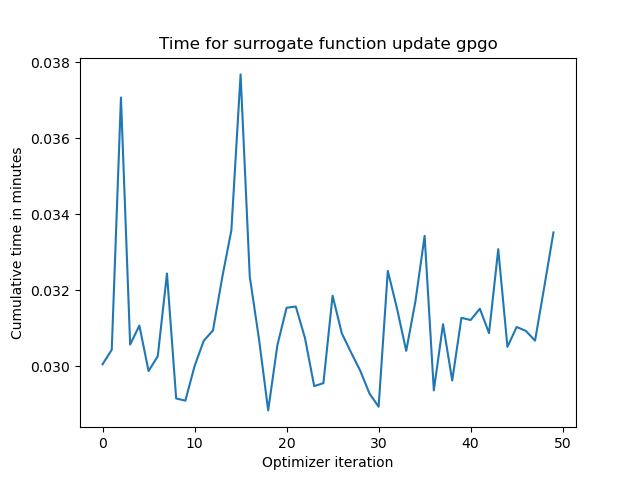 Time for surrogate function update gpgo
0.038
0.036
0.034
0.032
0.030
Cumulative time in minutes
0 10 20 30 40 50
Optimizer iteration